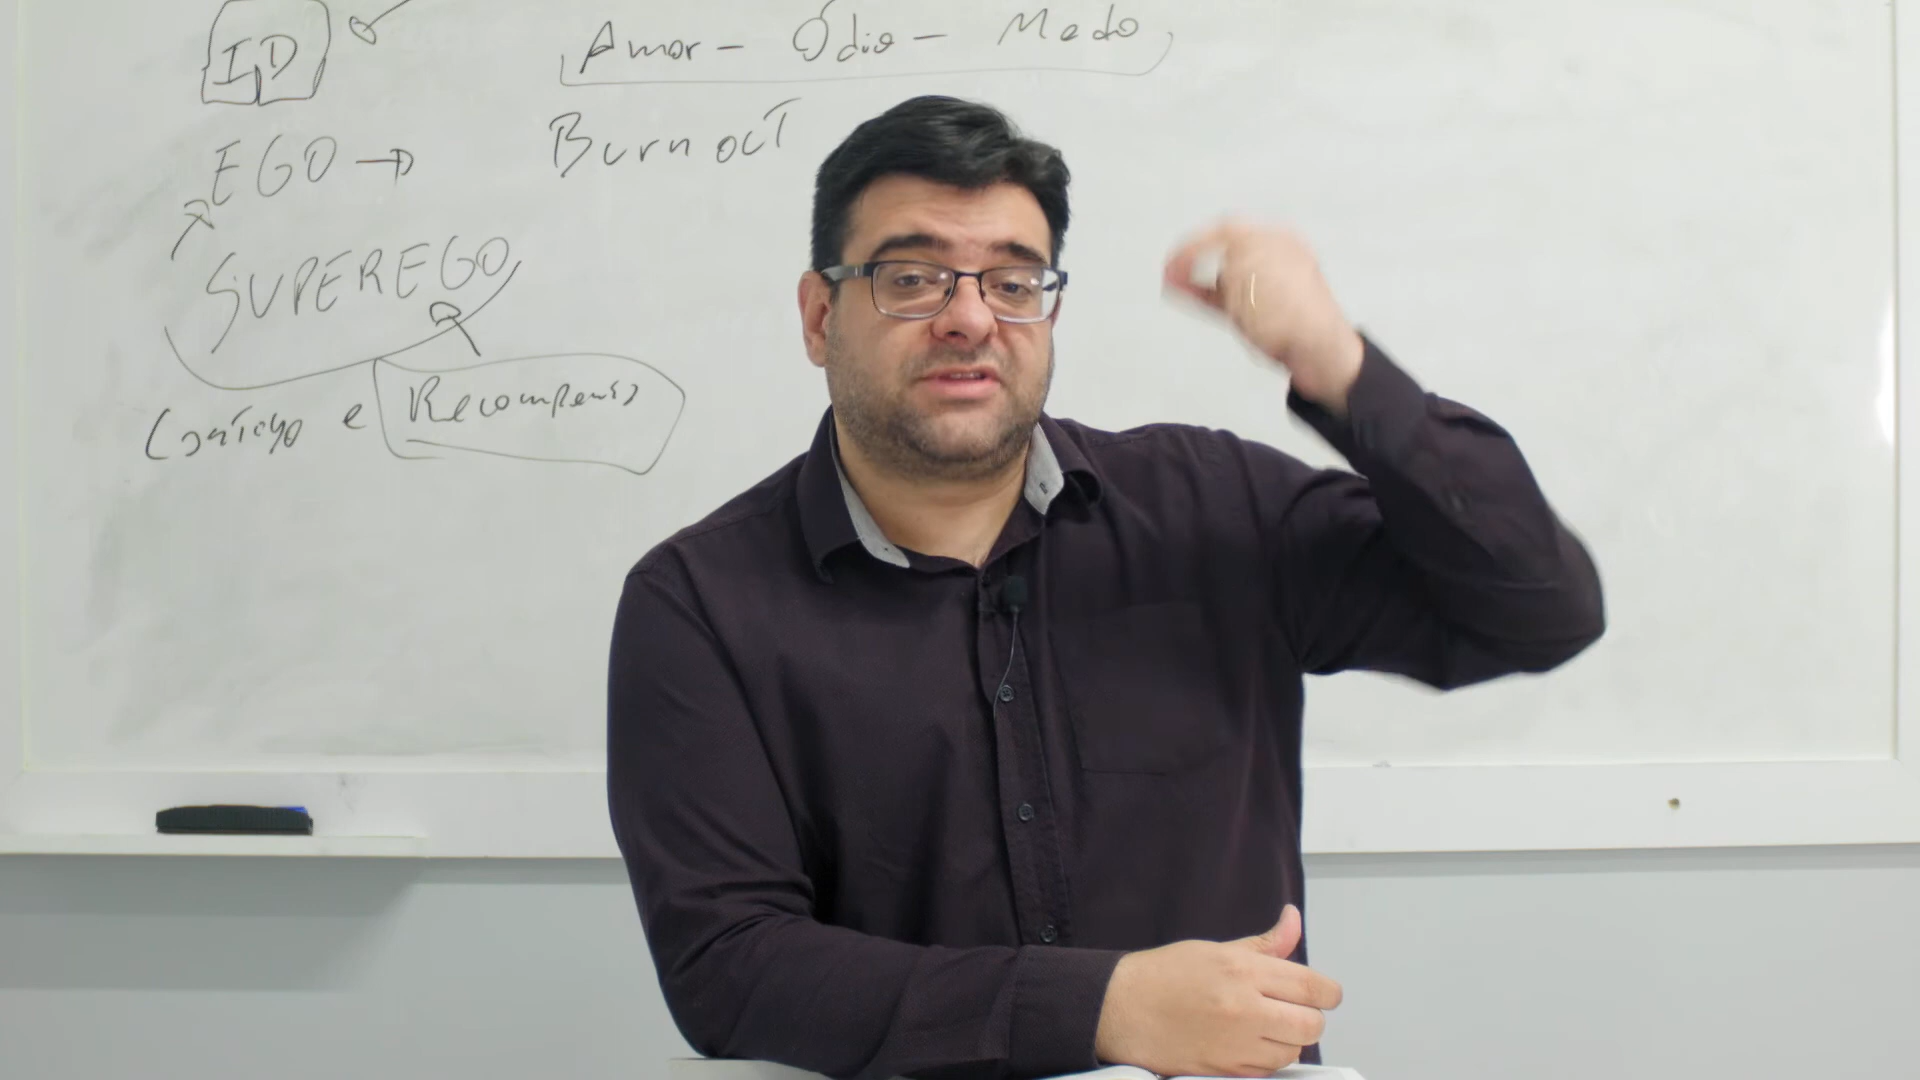 ID
Amor - Ódio - Medo
EGO →
Burnout
SUPEREGO
Castigo e Recompensa